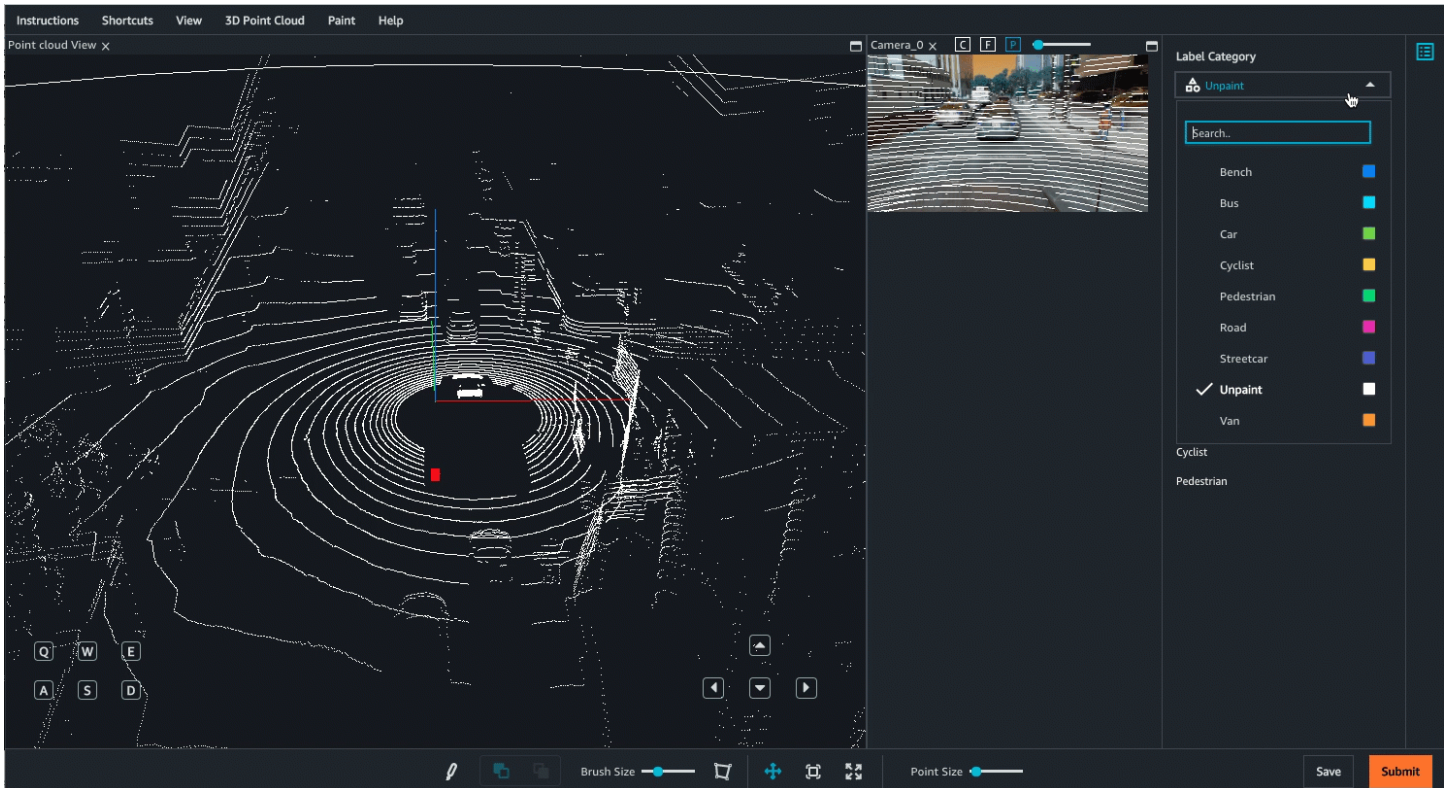 Instructions Shortcuts View 3D Point Cloud Paint Help
Point cloud View ×
Camera_0 × C F P
Label Category
Unpaint
Search..
Bench
Bus
Car
Cyclist
Pedestrian
Road
Streetcar
Unpaint
Van
Cyclist
Pedestrian
Q W E
A S D
Brush Size
Point Size
Save
Submit